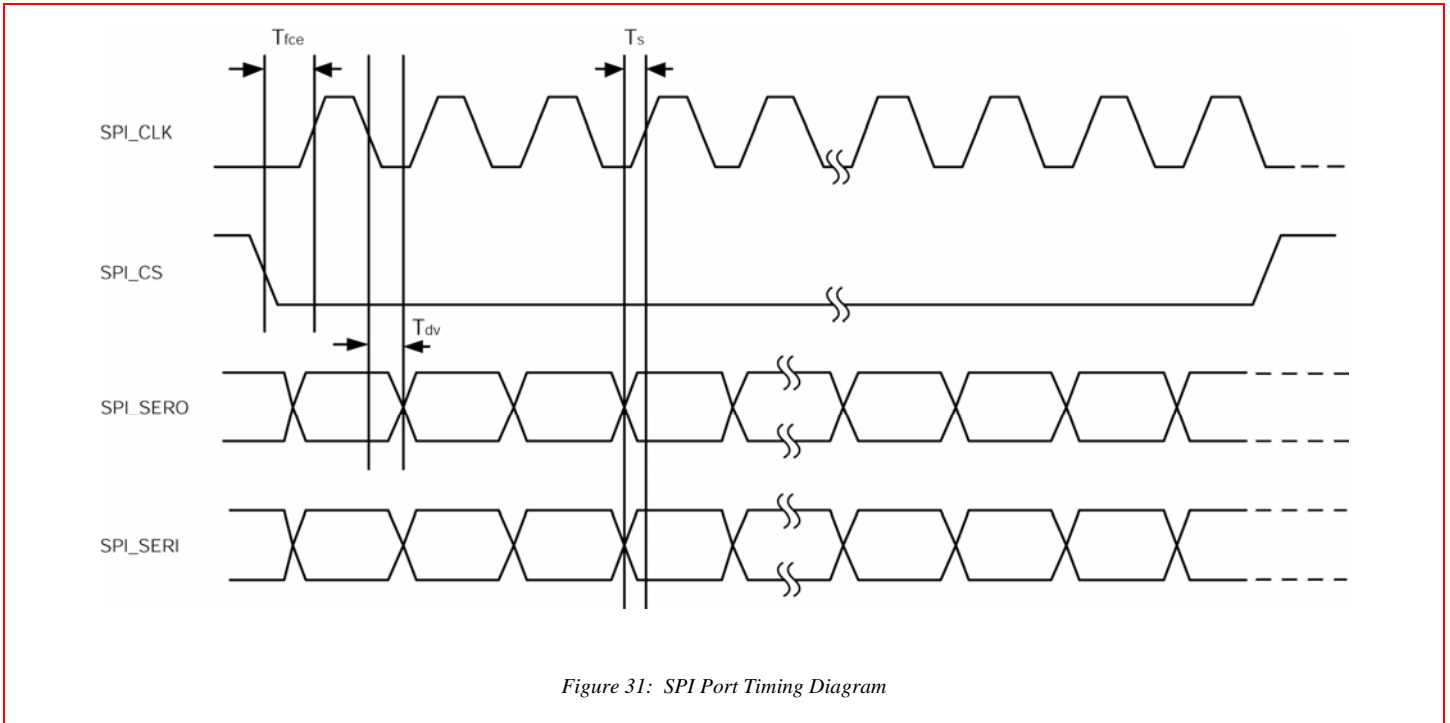 Tfce
Ts
SPI_CLK
SPI_CS
Tdv
SPI_SERO
SPI_SERI
Figure 31: SPI Port Timing Diagram